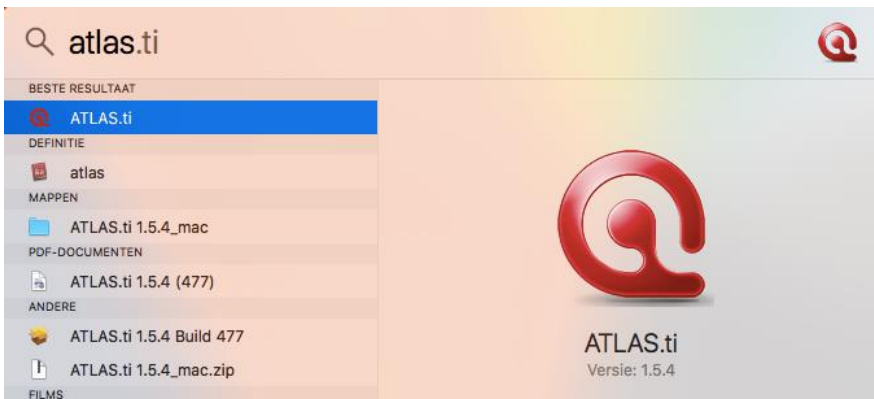 atlas.ti
BESTE RESULTAAT
ATLAS.ti
DEFINITIE
atlas
MAPPEN
ATLAS.ti 1.5.4_mac
PDF-DOCUMENTEN
ATLAS.ti 1.5.4 (477)
ANDERE
ATLAS.ti 1.5.4 Build 477
ATLAS.ti 1.5.4_mac.zip
FILMS
ATLAS.ti
Versie: 1.5.4